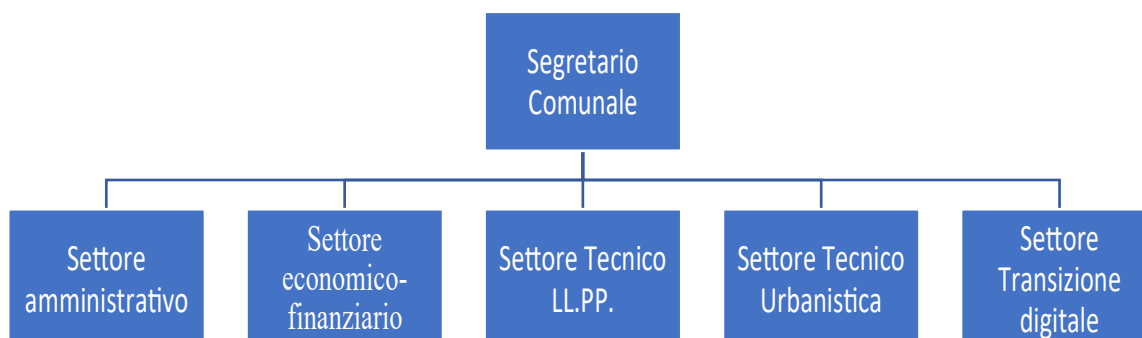 Segretario
Comunale
Settore
amministrativo
Settore
economico-
finanziario
Settore Tecnico
LL.PP.
Settore Tecnico
Urbanistica
Settore
Transizione
digitale